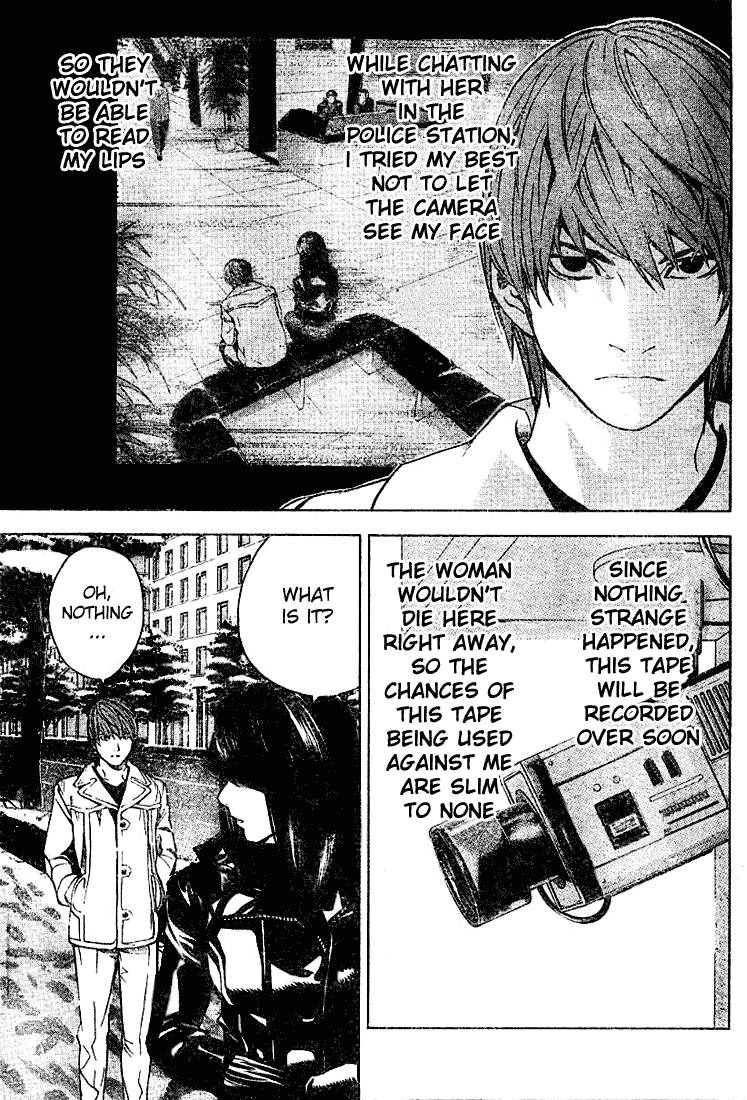 WHILE CHATTING
WITH HER
IN THE
POLICE STATION,
I TRIED MY BEST
NOT TO LET
THE CAMERA
SEE MY FACE
SO THEY
WOULDN'T
BE ABLE
TO READ
MY LIPS
SINCE
NOTHING
STRANGE
HAPPENED,
THIS TAPE
WILL BE
RECORDED
OVER SOON
THE WOMAN
WOULDN'T
DIE HERE
RIGHT AWAY,
SO THE
CHANCES OF
THIS TAPE
BEING USED
AGAINST ME
ARE SLIM
TO NONE
WHAT
IS IT?
OH,
NOTHING
...